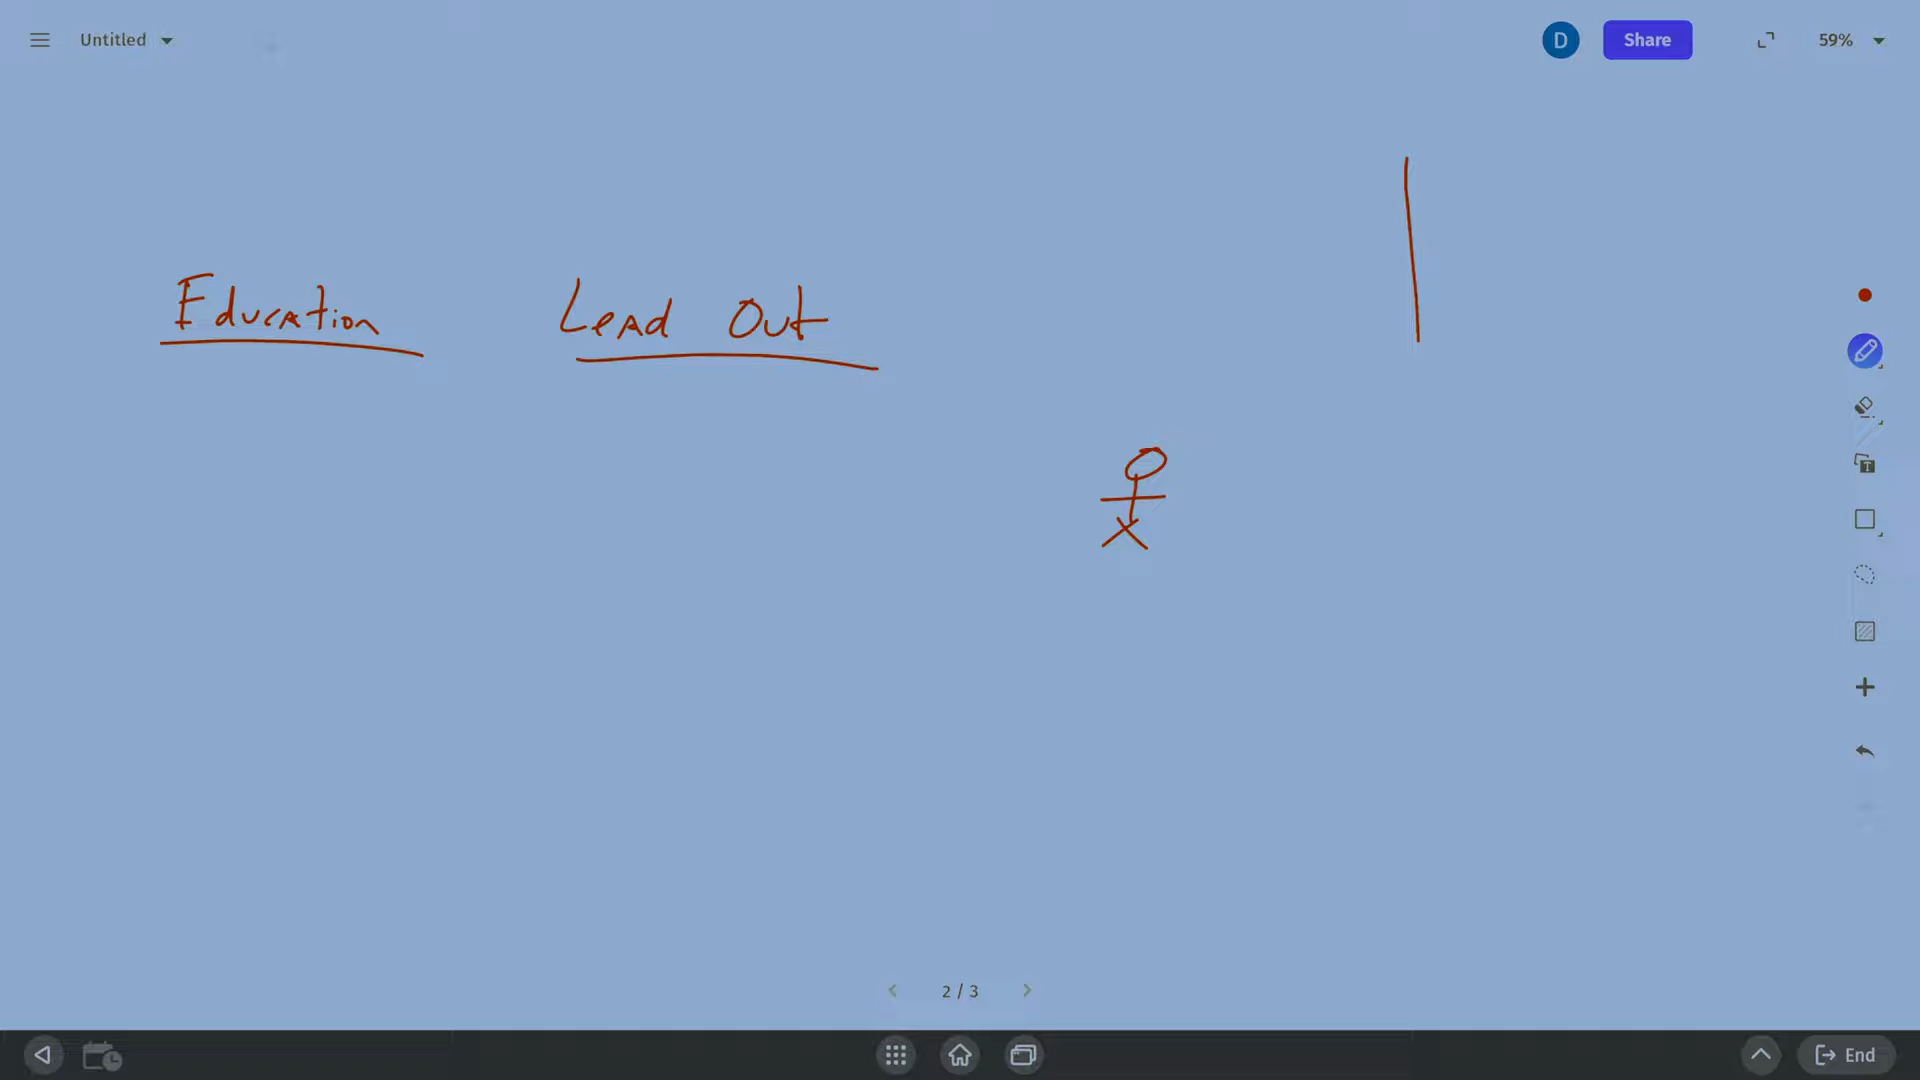 Untitled
D
Share
59%
Education Lead Out
2 / 3
End